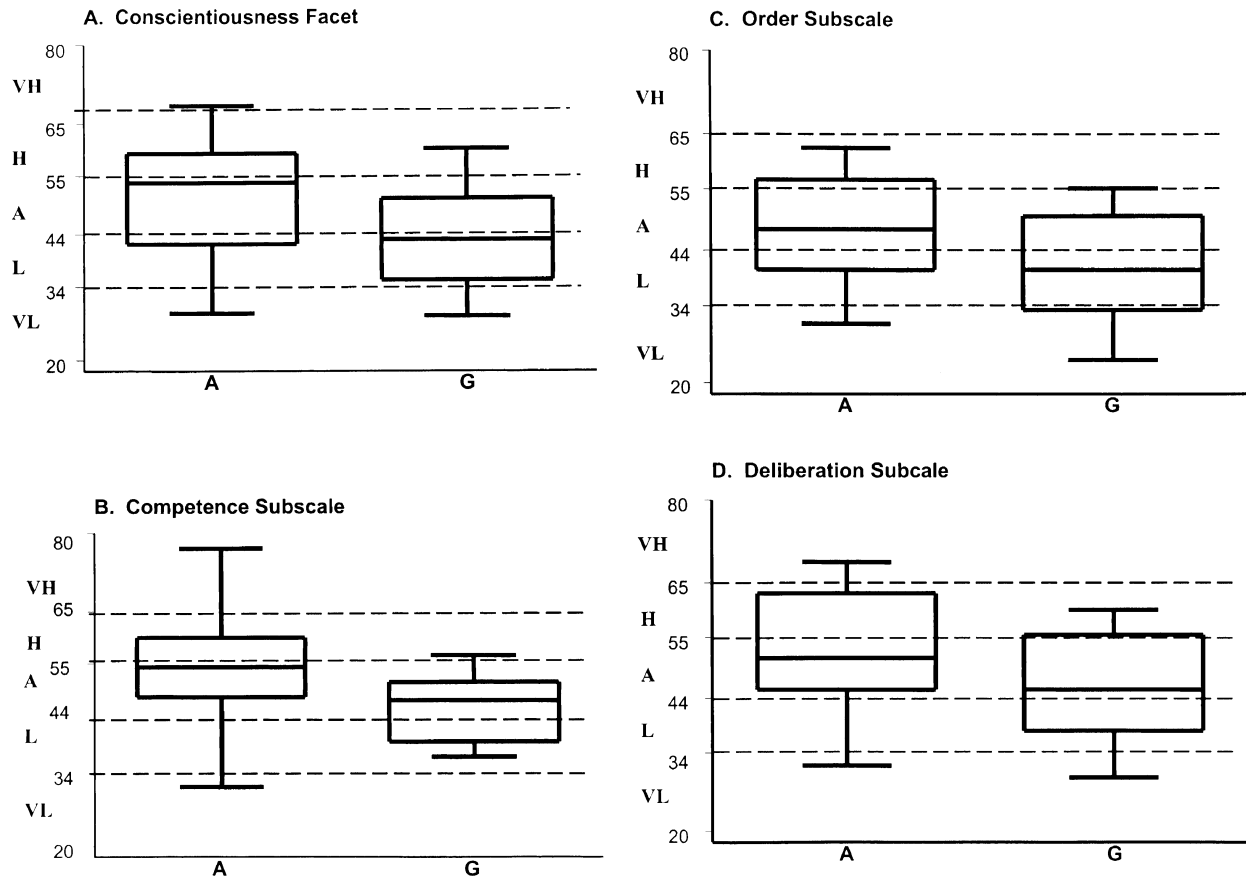 A. Conscientiousness Facet
80
VH
65
H
55
A
44
L
34
VL
20
A G
C. Order Subscale
80
VH
65
H
55
A
44
L
34
VL
20
A G
B. Competence Subscale
80
VH
65
H
55
A
44
L
34
VL
20
A G
D. Deliberation Subcale
80
VH
65
H
55
A
44
L
34
VL
20
A G